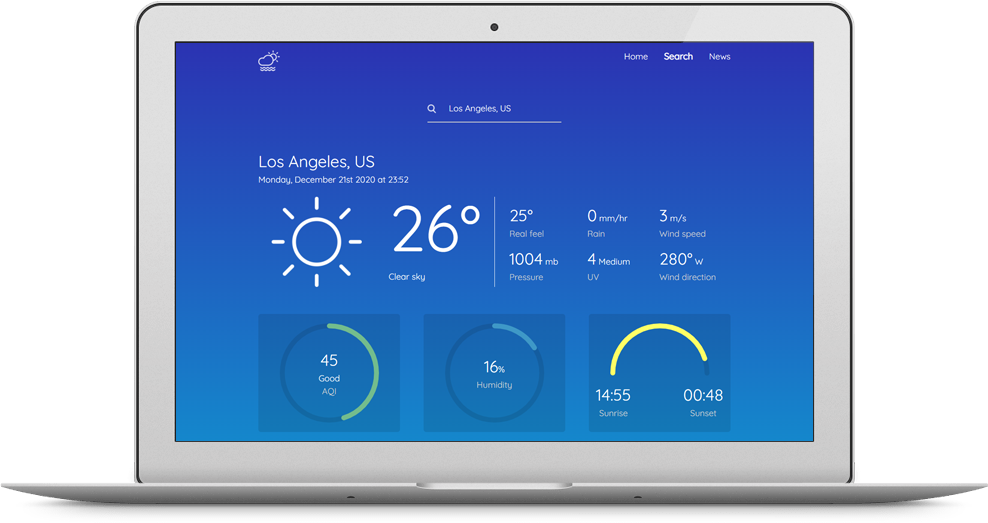 Home Search News
Los Angeles, US
Los Angeles, US
Monday, December 21st 2020 at 23:52
26°
Clear sky
25° 0 mm/hr 3 m/s
Real feel Rain Wind speed
1004 mb 4 Medium 280° W
Pressure UV Wind direction
45
Good
AQI
16%
Humidity
14:55 00:48
Sunrise Sunset